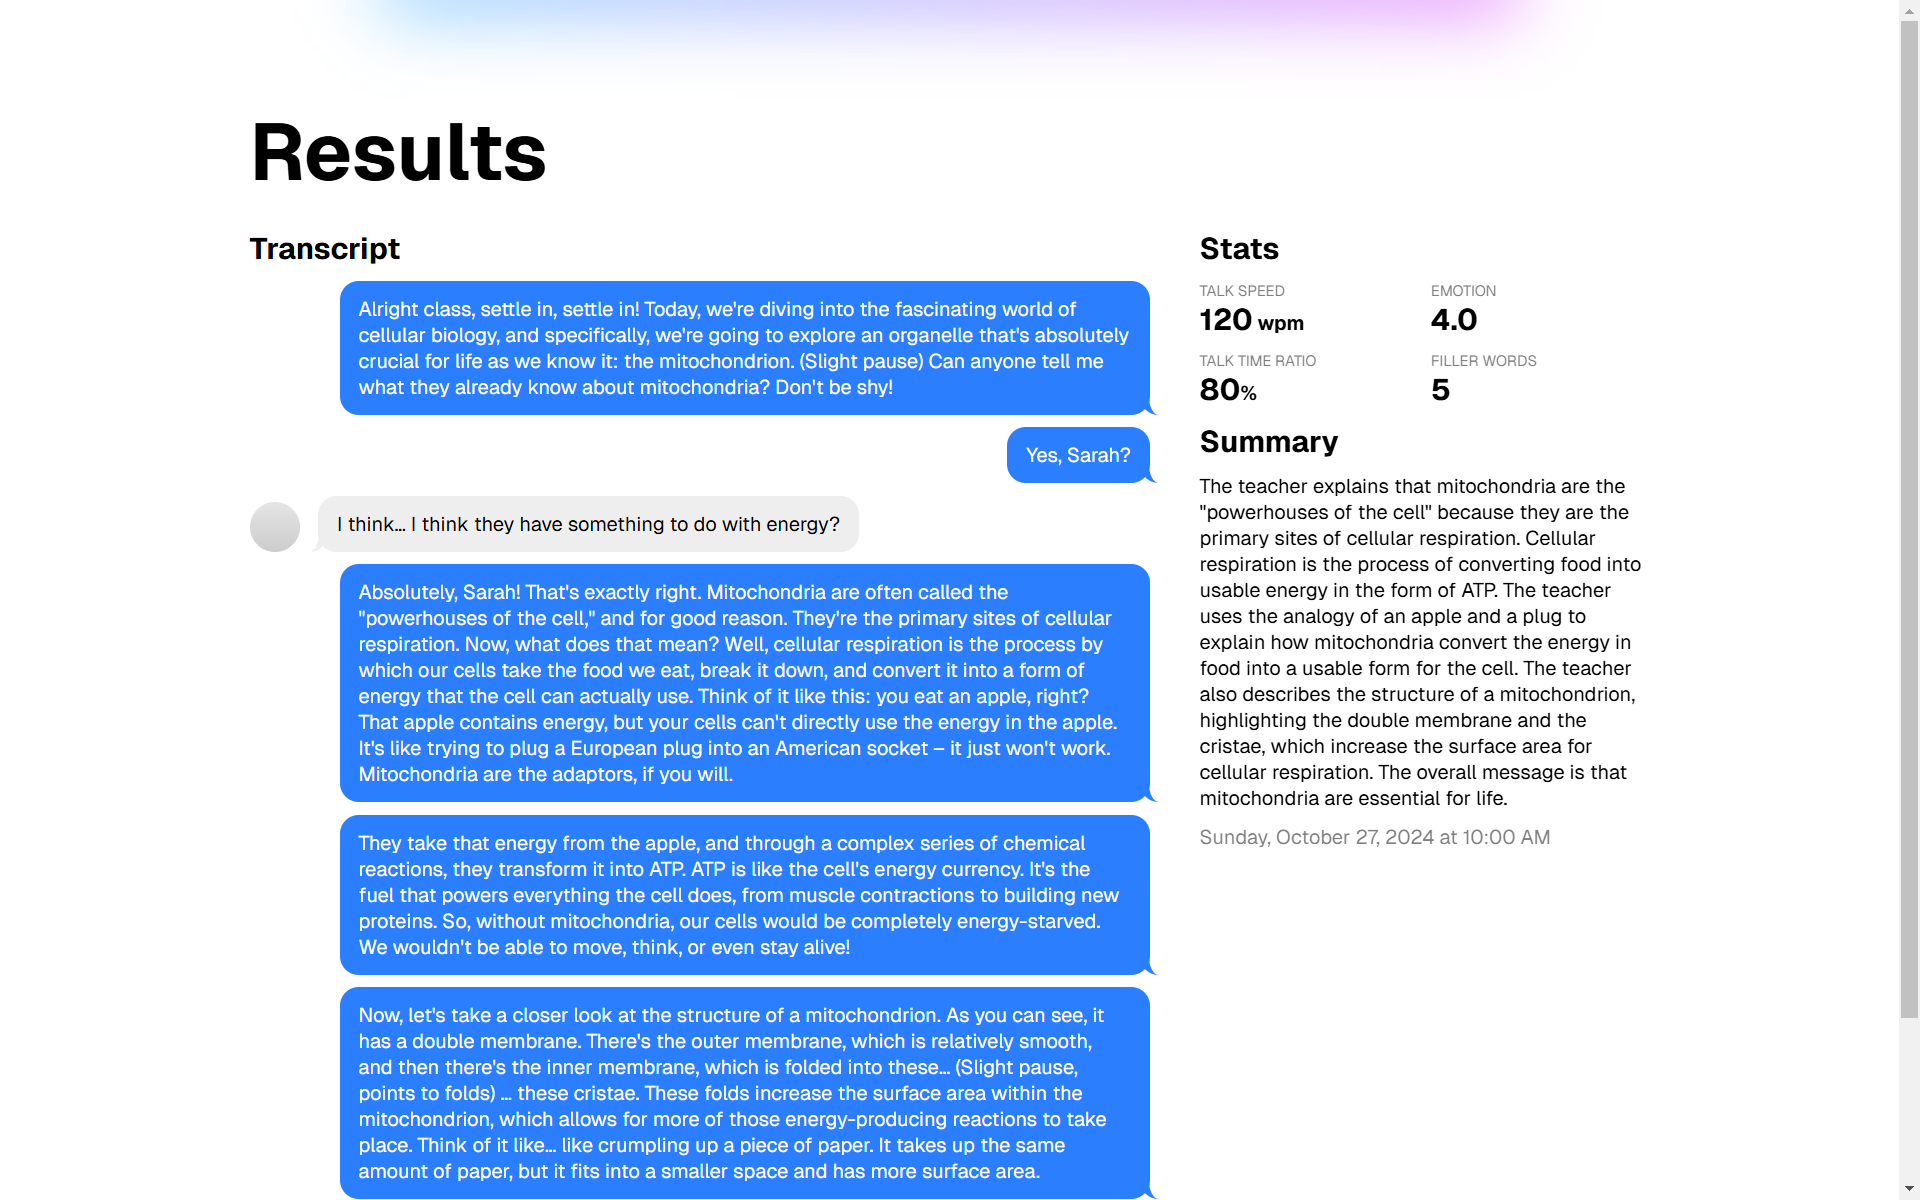 Results
Transcript
Alright class, settle in, settle in! Today, we're diving into the fascinating world of
cellular biology, and specifically, we're going to explore an organelle that's absolutely
crucial for life as we know it: the mitochondrion. (Slight pause) Can anyone tell me
what they already know about mitochondria? Don't be shy!
Yes, Sarah?
I think... I think they have something to do with energy?
Absolutely, Sarah! That's exactly right. Mitochondria are often called the
"powerhouses of the cell," and for good reason. They're the primary sites of cellular
respiration. Now, what does that mean? Well, cellular respiration is the process by
which our cells take the food we eat, break it down, and convert it into a form of
energy that the cell can actually use. Think of it like this: you eat an apple, right?
That apple contains energy, but your cells can't directly use the energy in the apple.
It's like trying to plug a European plug into an American socket – it just won't work.
Mitochondria are the adaptors, if you will.
They take that energy from the apple, and through a complex series of chemical
reactions, they transform it into ATP. ATP is like the cell's energy currency. It's the
fuel that powers everything the cell does, from muscle contractions to building new
proteins. So, without mitochondria, our cells would be completely energy-starved.
We wouldn't be able to move, think, or even stay alive!
Now, let's take a closer look at the structure of a mitochondrion. As you can see, it
has a double membrane. There's the outer membrane, which is relatively smooth,
and then there's the inner membrane, which is folded into these... (Slight pause,
points to folds) ... these cristae. These folds increase the surface area within the
mitochondrion, which allows for more of those energy-producing reactions to take
place. Think of it like... like crumpling up a piece of paper. It takes up the same
amount of paper, but it fits into a smaller space and has more surface area.
Stats
TALK SPEED
120 wpm
EMOTION
4.0
TALK TIME RATIO
80%
FILLER WORDS
5
Summary
The teacher explains that mitochondria are the
"powerhouses of the cell" because they are the
primary sites of cellular respiration. Cellular
respiration is the process of converting food into
usable energy in the form of ATP. The teacher
uses the analogy of an apple and a plug to
explain how mitochondria convert the energy in
food into a usable form for the cell. The teacher
also describes the structure of a mitochondrion,
highlighting the double membrane and the
cristae, which increase the surface area for
cellular respiration. The overall message is that
mitochondria are essential for life.
Sunday, October 27, 2024 at 10:00 AM